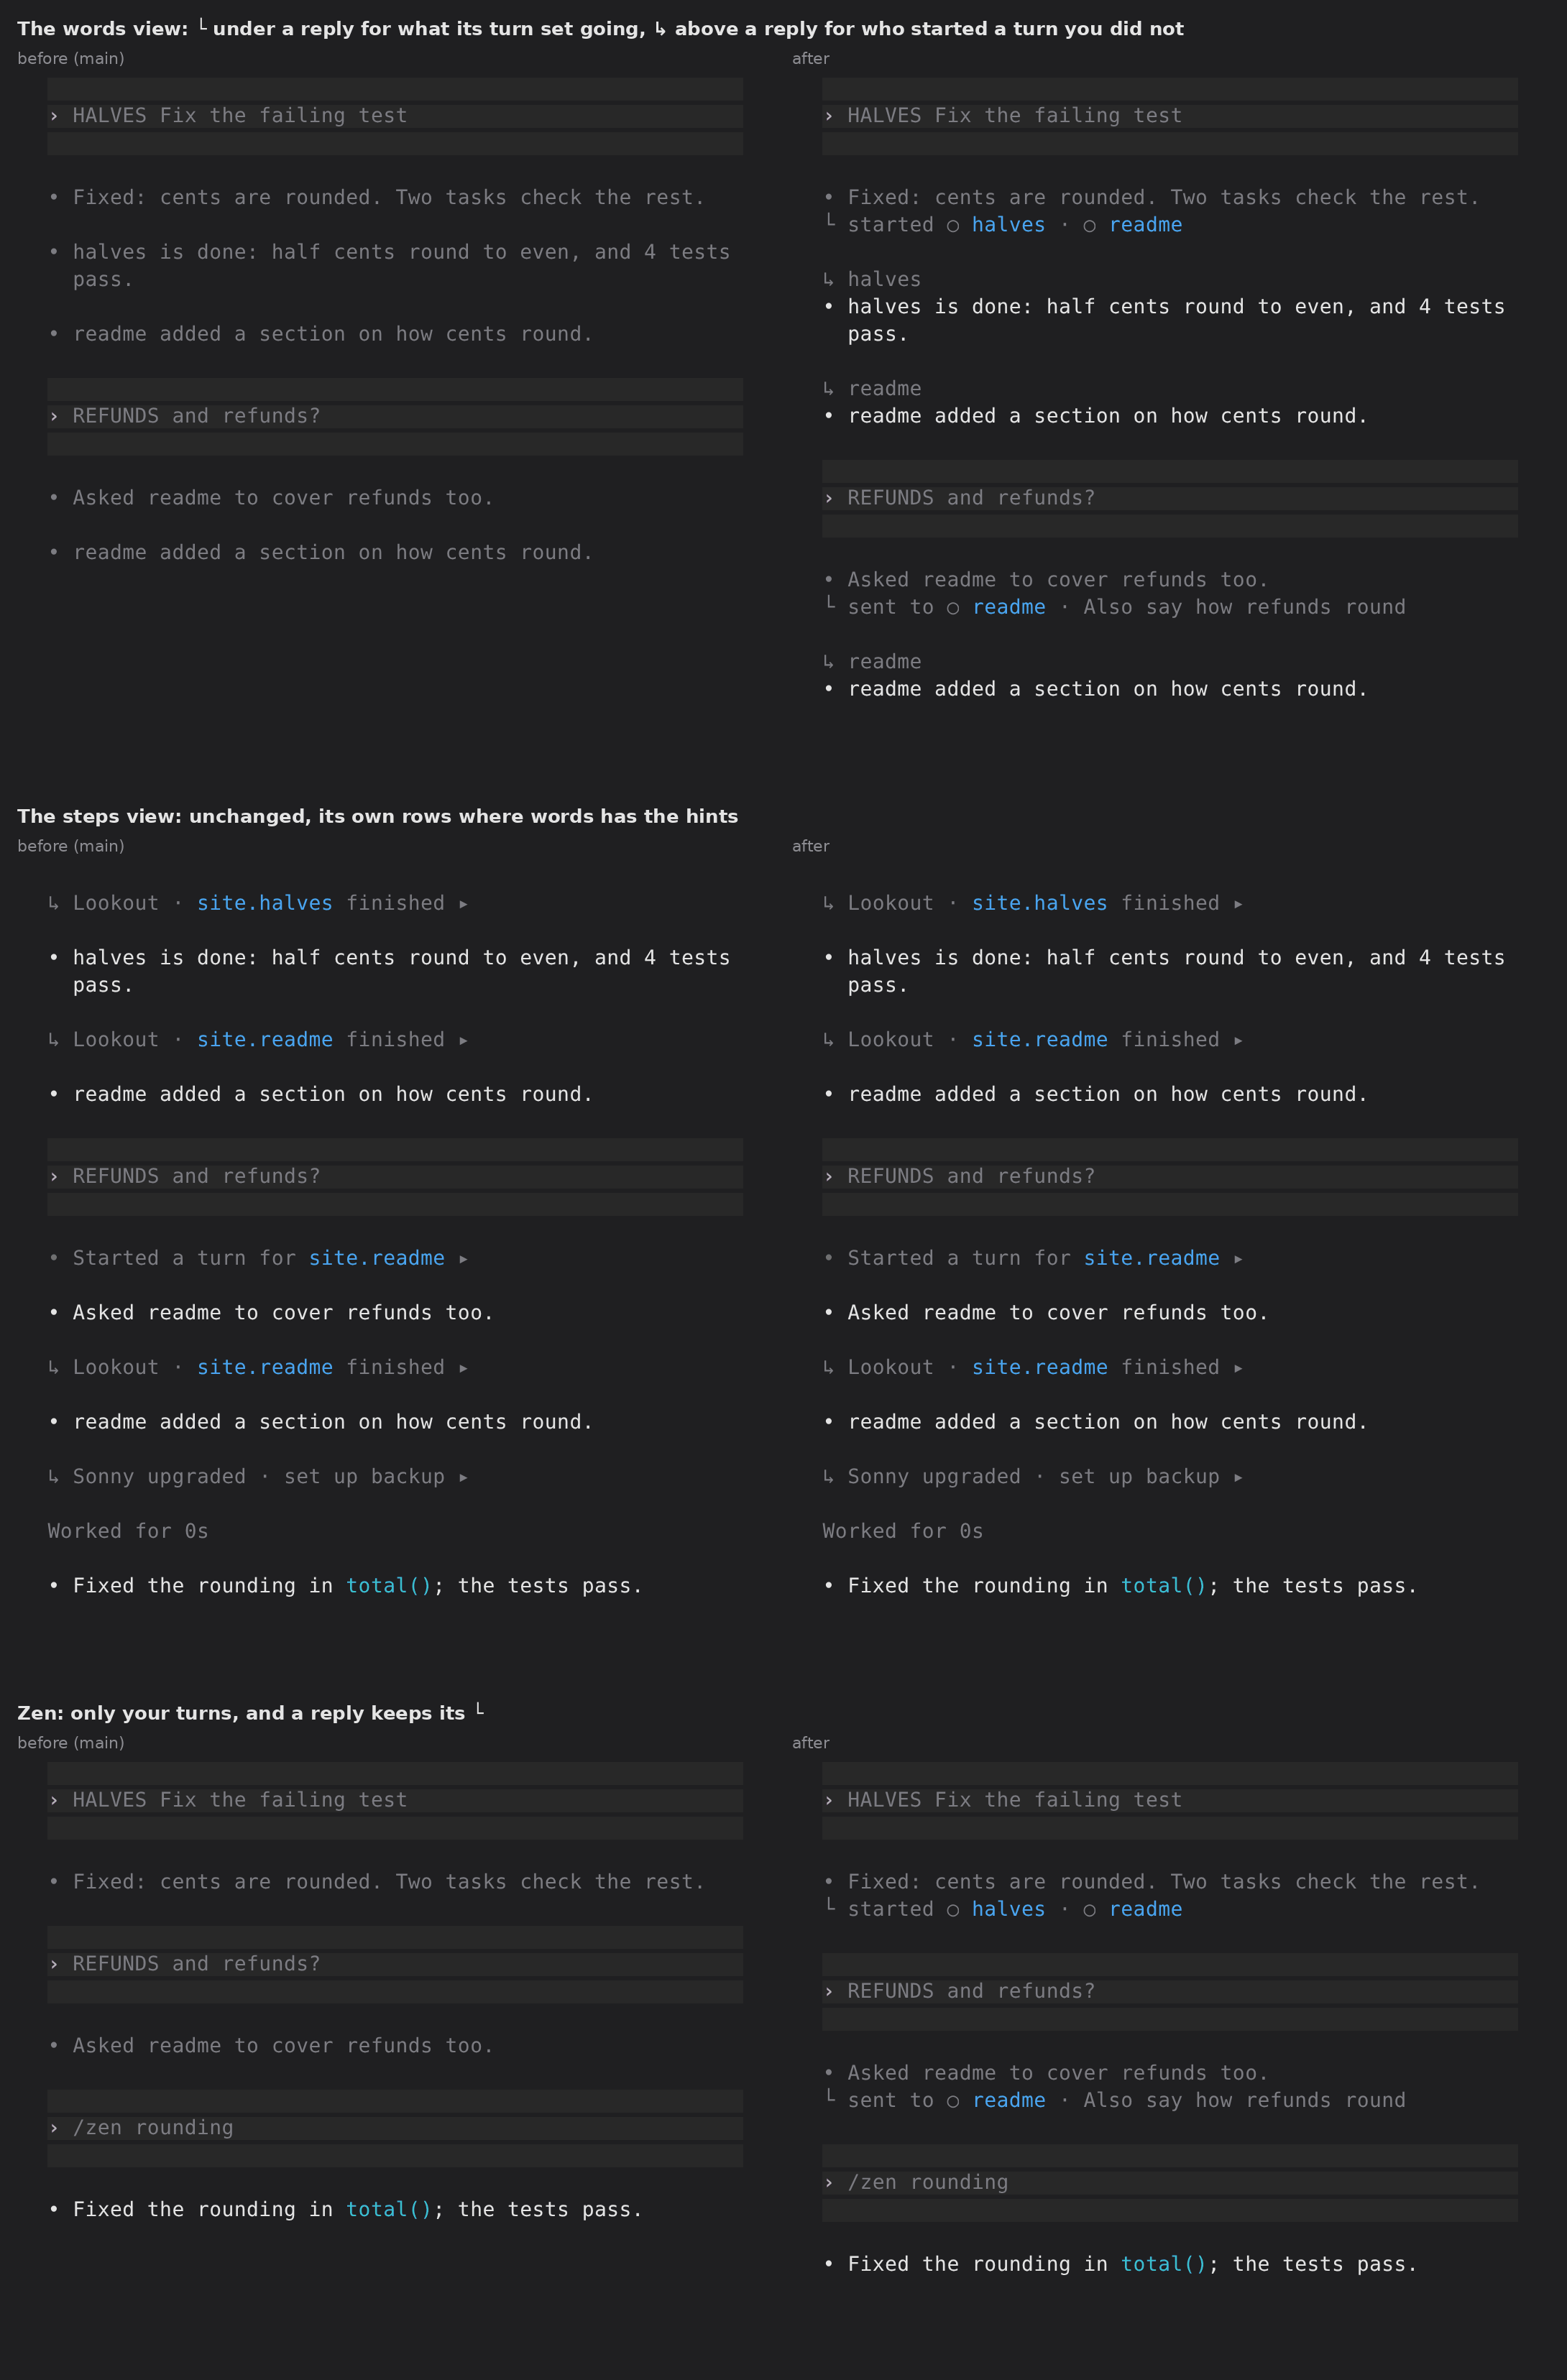 The words view: └ under a reply for what its turn set going, ↳ above a reply for who started a turn you did not
before (main)
› HALVES Fix the failing test
• Fixed: cents are rounded. Two tasks check the rest.
• halves is done: half cents round to even, and 4 tests
pass.
• readme added a section on how cents round.
› REFUNDS and refunds?
• Asked readme to cover refunds too.
• readme added a section on how cents round.
after
› HALVES Fix the failing test
• Fixed: cents are rounded. Two tasks check the rest.
└ started ○ halves · ○ readme
↳ halves
• halves is done: half cents round to even, and 4 tests
pass.
↳ readme
• readme added a section on how cents round.
› REFUNDS and refunds?
• Asked readme to cover refunds too.
└ sent to ○ readme · Also say how refunds round
↳ readme
• readme added a section on how cents round.
The steps view: unchanged, its own rows where words has the hints
before (main)
↳ Lookout · site.halves finished ▸
• halves is done: half cents round to even, and 4 tests
pass.
↳ Lookout · site.readme finished ▸
• readme added a section on how cents round.
› REFUNDS and refunds?
• Started a turn for site.readme ▸
• Asked readme to cover refunds too.
↳ Lookout · site.readme finished ▸
• readme added a section on how cents round.
↳ Sonny upgraded · set up backup ▸
Worked for 0s
• Fixed the rounding in total(); the tests pass.
after
↳ Lookout · site.halves finished ▸
• halves is done: half cents round to even, and 4 tests
pass.
↳ Lookout · site.readme finished ▸
• readme added a section on how cents round.
› REFUNDS and refunds?
• Started a turn for site.readme ▸
• Asked readme to cover refunds too.
↳ Lookout · site.readme finished ▸
• readme added a section on how cents round.
↳ Sonny upgraded · set up backup ▸
Worked for 0s
• Fixed the rounding in total(); the tests pass.
Zen: only your turns, and a reply keeps its └
before (main)
› HALVES Fix the failing test
• Fixed: cents are rounded. Two tasks check the rest.
› REFUNDS and refunds?
• Asked readme to cover refunds too.
› /zen rounding
• Fixed the rounding in total(); the tests pass.
after
› HALVES Fix the failing test
• Fixed: cents are rounded. Two tasks check the rest.
└ started ○ halves · ○ readme
› REFUNDS and refunds?
• Asked readme to cover refunds too.
└ sent to ○ readme · Also say how refunds round
› /zen rounding
• Fixed the rounding in total(); the tests pass.